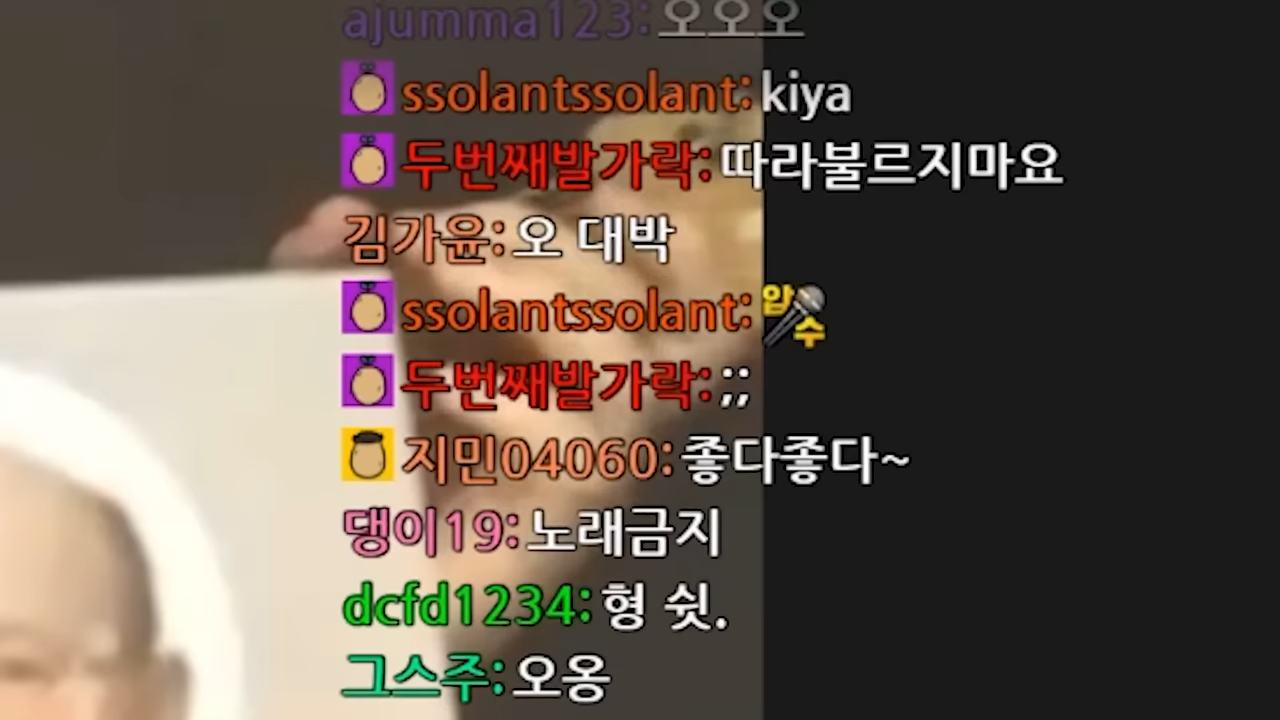 ajumma123: 오오오
ssolantssolant: kiya
두번째발가락: 따라불르지마요
김가윤: 오 대박
ssolantssolant: 압수
두번째발가락: ;;
지민04060: 좋다좋다~
댕이19: 노래금지
dcfd1234: 형 쉿.
그스주: 오옹